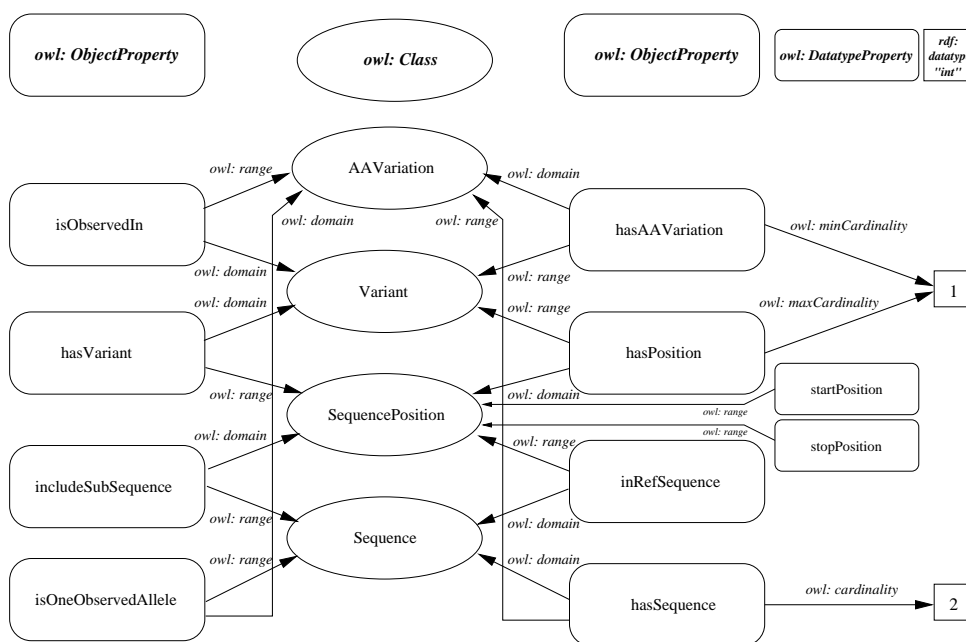 owl: ObjectProperty
owl: Class
owl: ObjectProperty
owl: DatatypeProperty
rdf:
datatyp
"int"
AAVariation
owl: range
owl: domain
isObservedIn
owl: domain
owl: range
hasAAVariation
owl: minCardinality
owl: domain
owl: range
Variant
owl: domain
owl: range
owl: maxCardinality
1
hasVariant
hasPosition
owl: range
owl: domain
startPosition
SequencePosition
owl: range
owl: domain
owl: range
owl: range
stopPosition
includeSubSequence
inRefSequence
owl: range
owl: domain
Sequence
owl: range
owl: domain
isOneObservedAllele
hasSequence
owl: cardinality
2